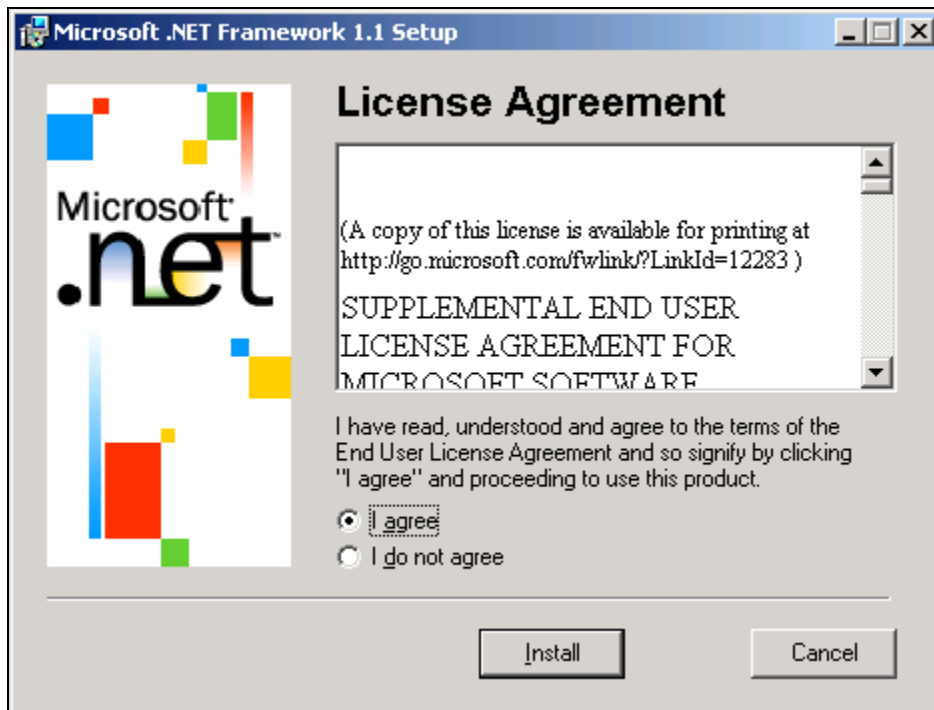 Microsoft .NET Framework 1.1 Setup
License Agreement
Microsoft
.net
(A copy of this license is available for printing at
http://go.microsoft.com/fwlink/?LinkId=12283 )
SUPPLEMENTAL END USER
LICENSE AGREEMENT FOR
MICROSOFT SOFTWARE
I have read, understood and agree to the terms of the
End User License Agreement and so signify by clicking
"I agree" and proceeding to use this product.
I agree
I do not agree
Install
Cancel